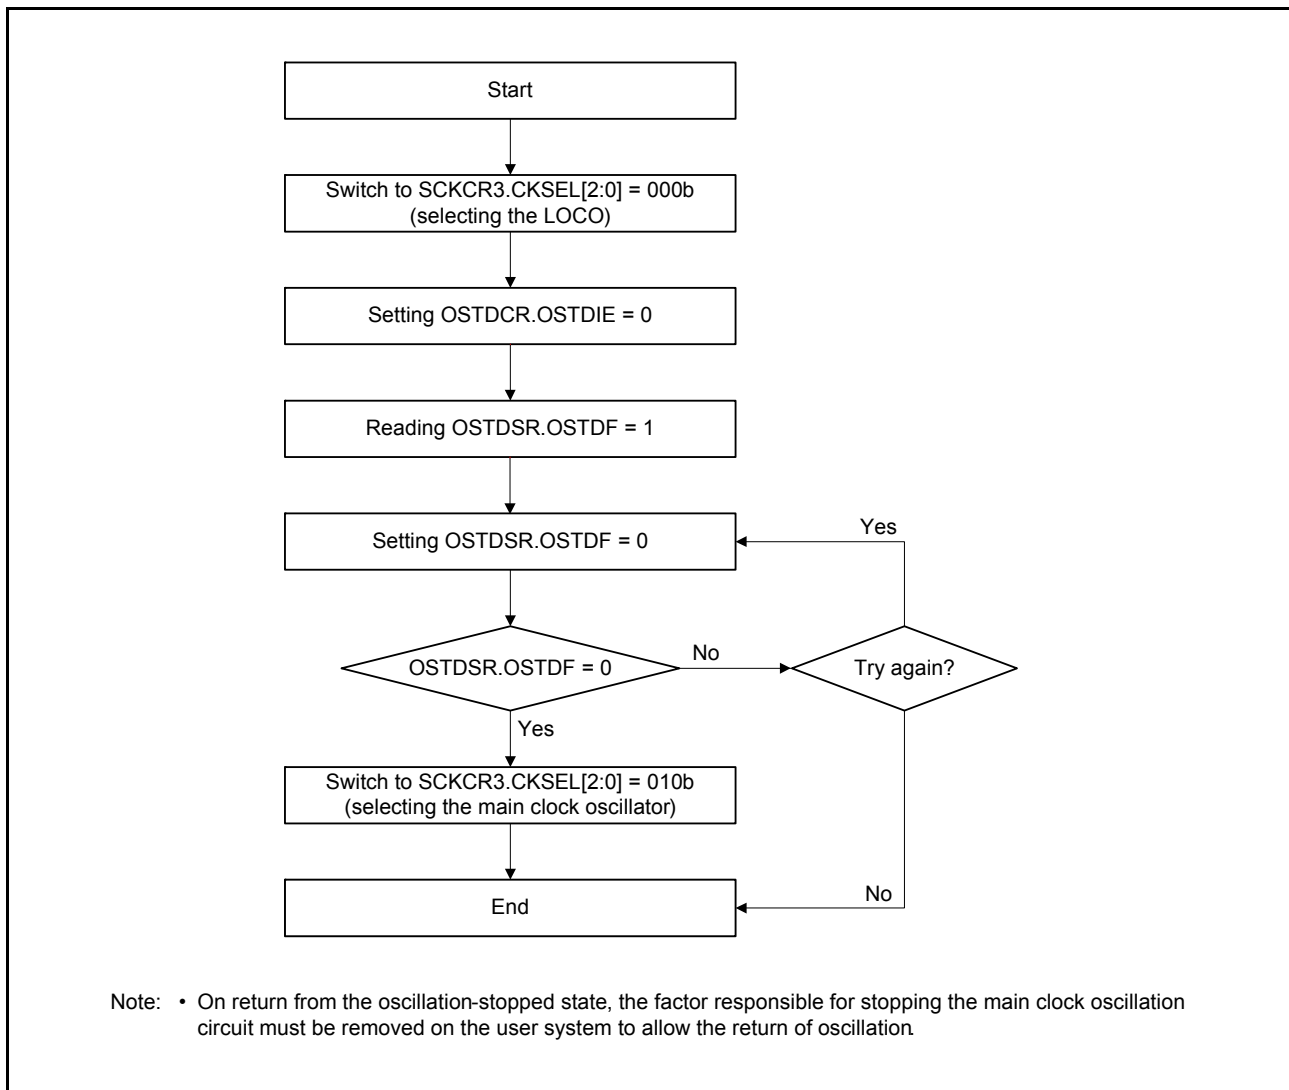 Start
Switch to SCKCR3.CKSEL[2:0] = 000b
(selecting the LOCO)
Setting OSTDCR.OSTDIE = 0
Reading OSTDSR.OSTDF = 1
Setting OSTDSR.OSTDF = 0
Yes
OSTDSR.OSTDF = 0
No
Try again?
Yes
Switch to SCKCR3.CKSEL[2:0] = 010b
(selecting the main clock oscillator)
No
End
Note: • On return from the oscillation-stopped state, the factor responsible for stopping the main clock oscillation
circuit must be removed on the user system to allow the return of oscillation.